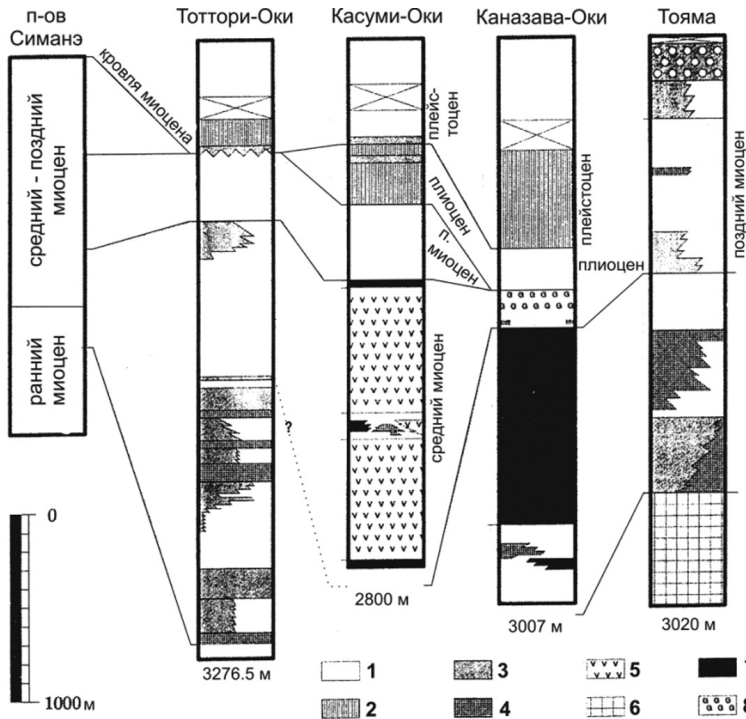 п-ов
Симанэ
Тоттори-Оки
Касуми-Оки
Каназава-Оки
Тояма
кровля миоцена
средний - поздний
миоцен
ранний
миоцен
?
плейс-
тоцен
плиоцен
п. миоцен
средний миоцен
плейстоцен
плиоцен
поздний миоцен
0
1000 м
3276.5 м
2800 м
3007 м
3020 м
1
3
5
2
4
6